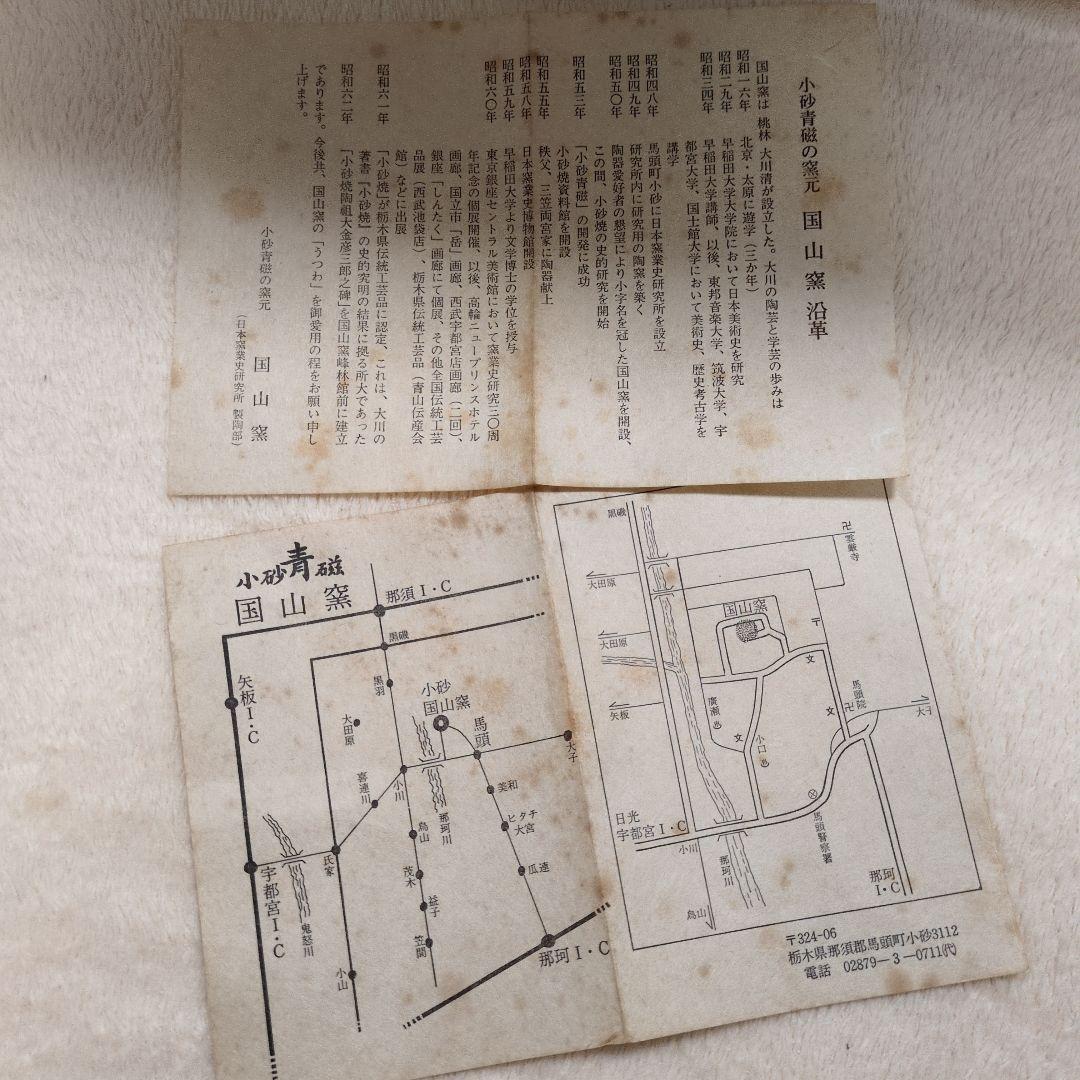 小砂青磁の窯元 国山窯 沿革
国山窯は 桃林 大川清が設立した。大川の陶芸と学芸の歩みは
昭和一六年 北京・太原に遊学(三か年)
昭和二九年 早稲田大学大学院において日本美術史を研究
昭和三四年 早稲田大学講師、以後、東邦音楽大学、筑波大学、宇
都宮大学、国士館大学において美術史、歴史考古学を
講学
昭和四八年 馬頭町小砂に日本窯業史研究所を設立
昭和四九年 研究所内に研究用の陶窯を築く
昭和五〇年 陶器愛好者の懇望により小字名を冠した国山窯を開設、
この間、小砂焼の史的研究を開始
昭和五三年 「小砂青磁」の開発に成功
小砂焼資料館を開設
昭和五五年 秩父、三笠両宮家に陶器献上
昭和五八年 日本窯業史博物館開設
昭和五九年 早稲田大学より文学博士の学位を授与
昭和六〇年 東京銀座セントラル美術館において窯業史研究三〇周
年記念の個展開催、以後、高輪ニュープリンスホテル
画廊、国立市「岳」画廊、西武宇都宮店画廊(二回)、
銀座「しんたく」画廊にて個展、その他全国伝統工芸
品展(西武池袋店)、栃木県伝統工芸品(青山伝産会
館)などに出展
昭和六一年 「小砂焼」が栃木県伝統工芸品に認定、これは、大川の
著書『小砂焼』の史的究明の結果に拠る所大であった
昭和六二年 「小砂焼陶祖大金彦三郎之碑」を国山窯峰林館前に建立
であります。今後共、国山窯の「うつわ」を御愛用の程をお願い申し
上げます。
小砂青磁の窯元 国山窯
(日本窯業史研究所 製陶部)
小砂青磁
国山窯
那須I・C
黒磯
矢板I・C
黒羽
小砂
国山窯
大田原
馬頭
大子
喜連川
小川
美和
那珂川
烏山
ヒタチ
大宮
氏家
宇都宮I・C
茂木
瓜連
益子
鬼怒川
笠間
那珂I・C
小山
黒磯
卍
雲厳寺
大田原
国山窯
〒
大田原
文
馬頭院
卍
矢板
廣瀬
文
大子
文
小口
日光
宇都宮I・C
馬頭警察署
小川
那珂川
那珂
I・C
烏山
〒324-06
栃木県那須郡馬頭町小砂3112
電話 02879-3-0711(代)